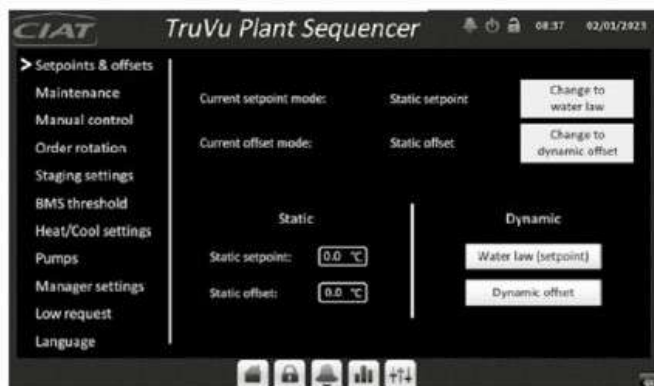 CIAT
TruVu Plant Sequencer
08:37
02/01/2023
> Setpoints & offsets
Maintenance
Manual control
Order rotation
Staging settings
BMS threshold
Heat/Cool settings
Pumps
Manager settings
Low request
Language
Current setpoint mode:
Static setpoint
Change to
water law
Current offset mode:
Static offset
Change to
dynamic offset
Static
Static setpoint:
0.0 °C
Static offset:
0.0 °C
Dynamic
Water law (setpoint)
Dynamic offset